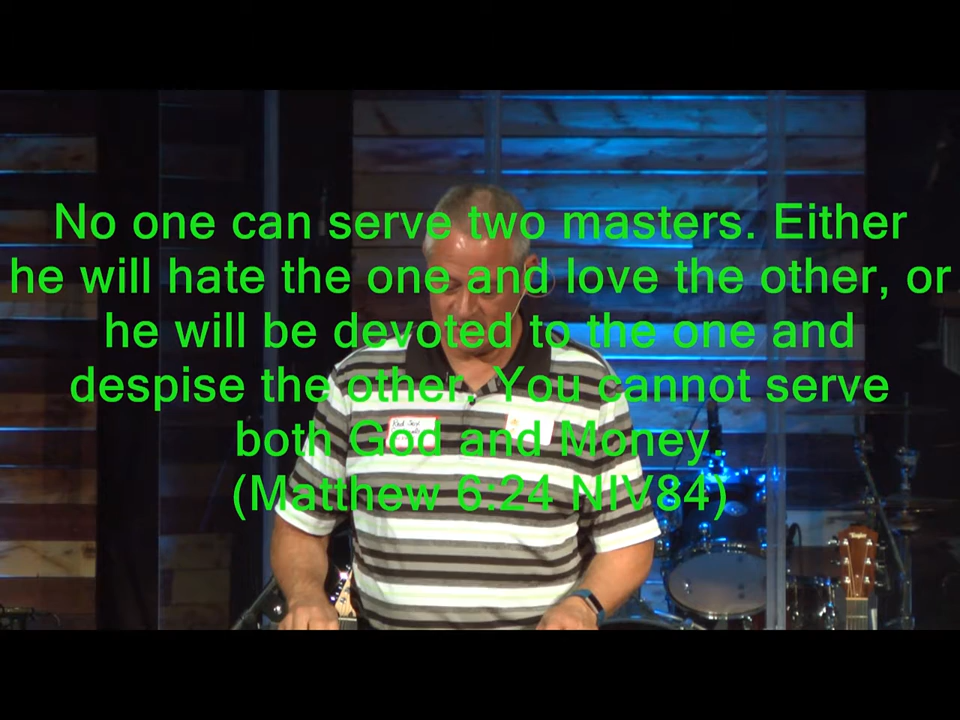 No one can serve two masters. Either
he will hate the one and love the other, or
he will be devoted to the one and
despise the other. You cannot serve
both God and Money.
(Matthew 6:24 NIV84)